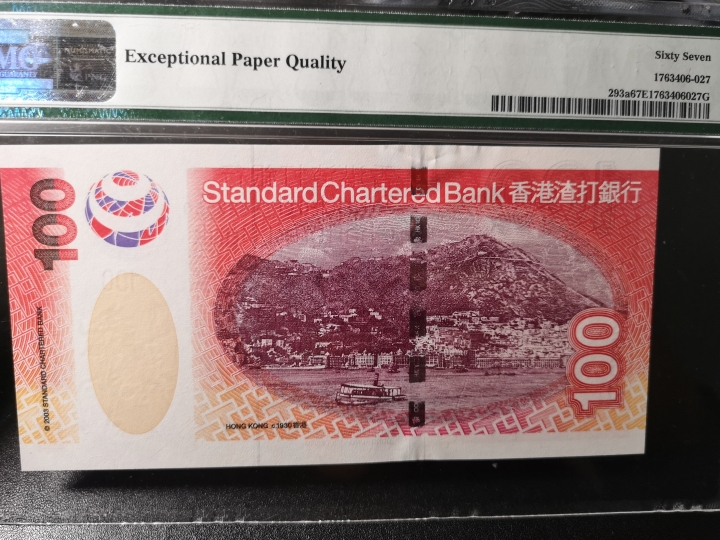 Exceptional Paper Quality
Sixty Seven
1763406-027
293a67E1763406027G
Standard Chartered Bank 香港渣打銀行
100
100
HONG KONG c.1930 香港
© 2003 STANDARD CHARTERED BANK